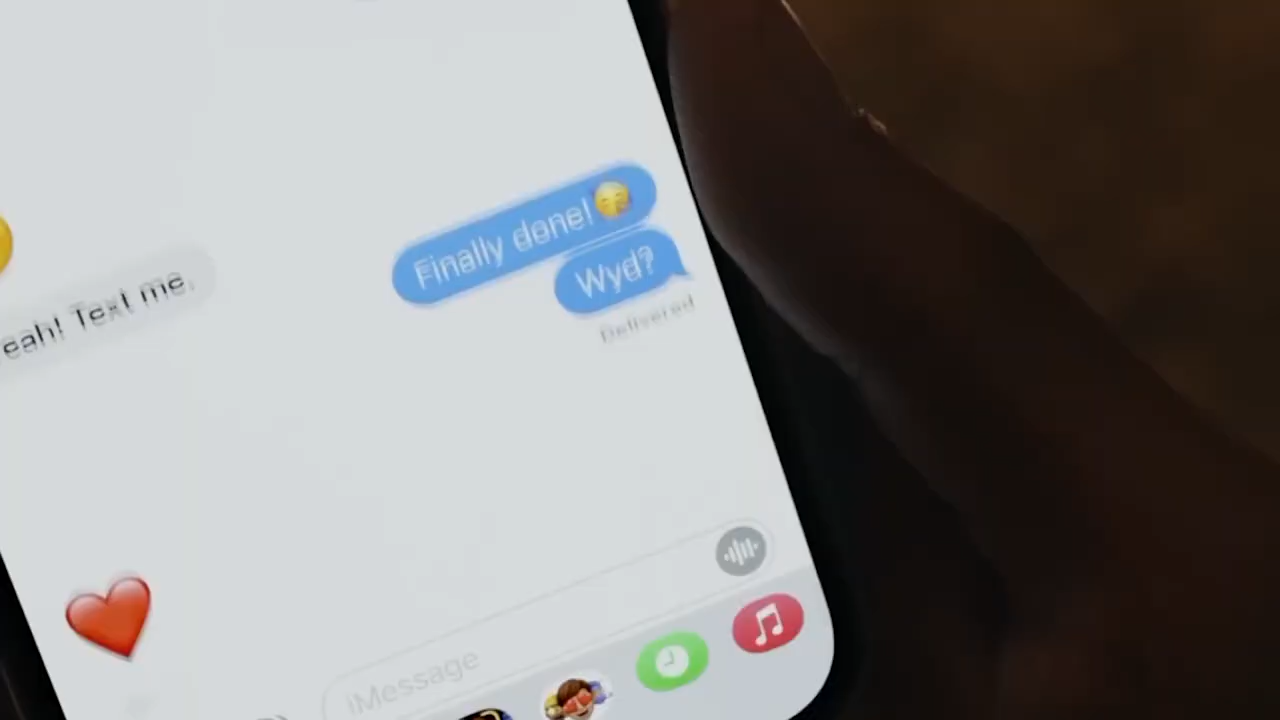 Finally done!🥱
Wyd?
Delivered
eah! Text me.
iMessage